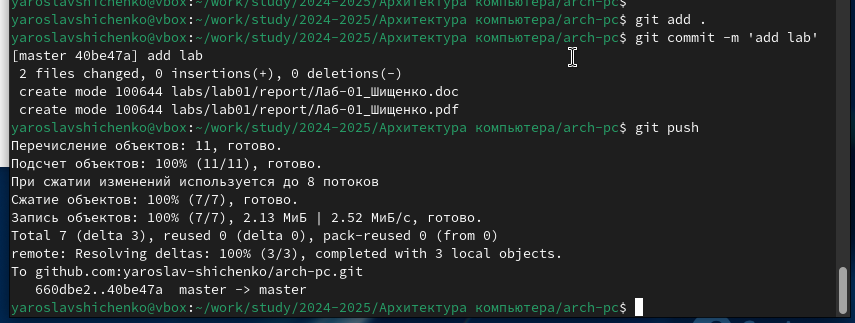 yaroslavshichenko@vbox:~/work/study/2024-2025/Архитектура компьютера/arch-pc$
yaroslavshichenko@vbox:~/work/study/2024-2025/Архитектура компьютера/arch-pc$ git add .
yaroslavshichenko@vbox:~/work/study/2024-2025/Архитектура компьютера/arch-pc$ git commit -m 'add lab'
[master 40be47a] add lab
 2 files changed, 0 insertions(+), 0 deletions(-)
 create mode 100644 labs/lab01/report/Лаб-01_Шищенко.doc
 create mode 100644 labs/lab01/report/Лаб-01_Шищенко.pdf
yaroslavshichenko@vbox:~/work/study/2024-2025/Архитектура компьютера/arch-pc$ git push
Перечисление объектов: 11, готово.
Подсчет объектов: 100% (11/11), готово.
При сжатии изменений используется до 8 потоков
Сжатие объектов: 100% (7/7), готово.
Запись объектов: 100% (7/7), 2.13 МиБ | 2.52 МиБ/с, готово.
Total 7 (delta 3), reused 0 (delta 0), pack-reused 0 (from 0)
remote: Resolving deltas: 100% (3/3), completed with 3 local objects.
To github.com:yaroslav-shichenko/arch-pc.git
   660dbe2..40be47a  master -> master
yaroslavshichenko@vbox:~/work/study/2024-2025/Архитектура компьютера/arch-pc$